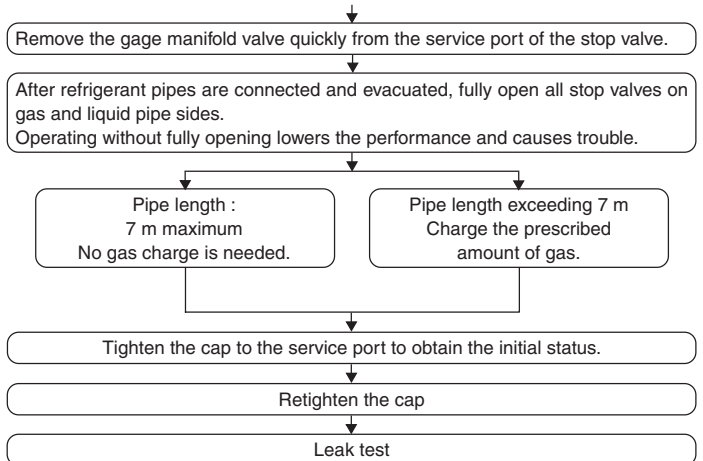 Remove the gage manifold valve quickly from the service port of the stop valve.
After refrigerant pipes are connected and evacuated, fully open all stop valves on
gas and liquid pipe sides.
Operating without fully opening lowers the performance and causes trouble.
Pipe length :
7 m maximum
No gas charge is needed.
Pipe length exceeding 7 m
Charge the prescribed
amount of gas.
Tighten the cap to the service port to obtain the initial status.
Retighten the cap
Leak test